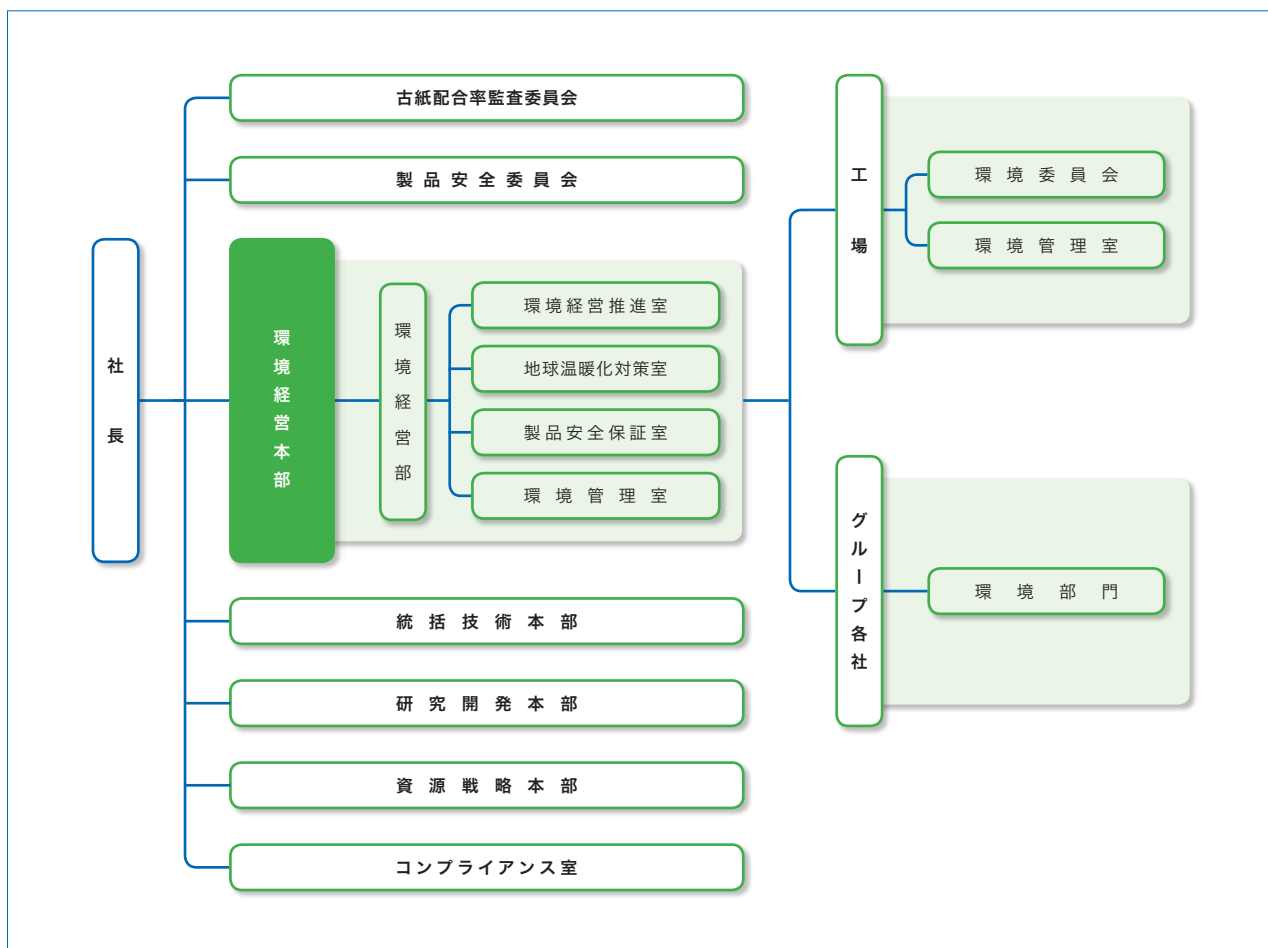 社長
古紙配合率監査委員会
製品安全委員会
環境経営本部
環境経営部
環境経営推進室
地球温暖化対策室
製品安全保証室
環境管理室
統括技術本部
研究開発本部
資源戦略本部
コンプライアンス室
工場
環境委員会
環境管理室
グループ各社
環境部門